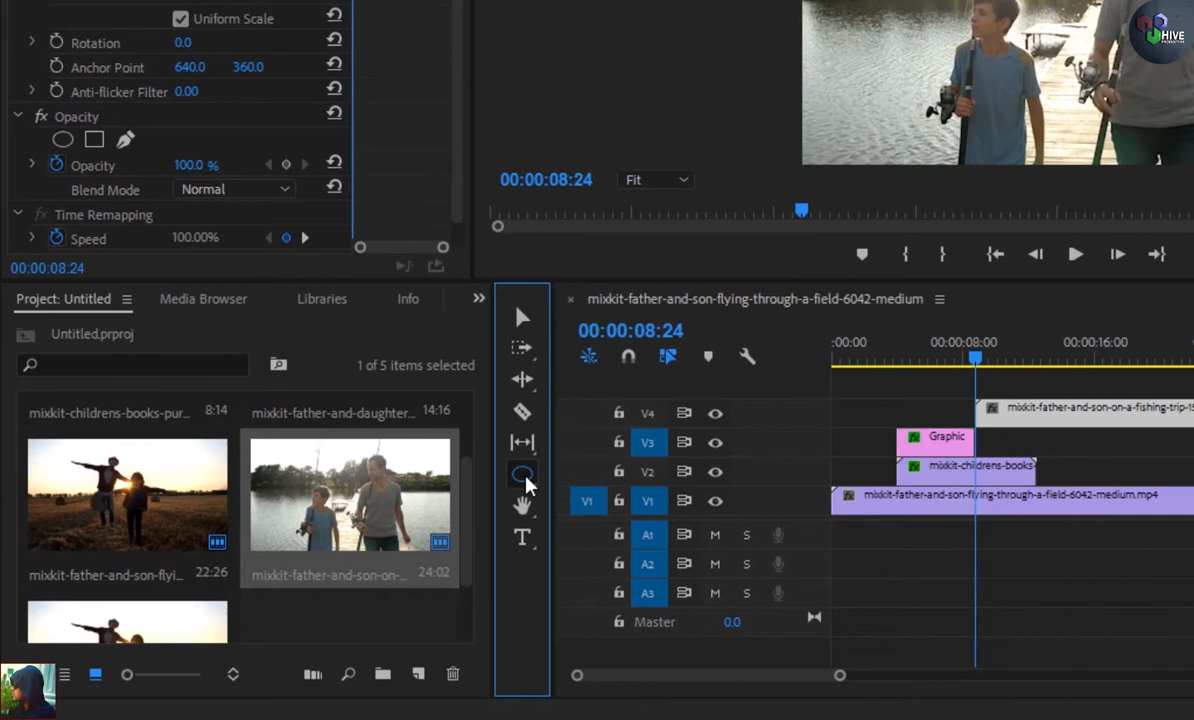 Uniform Scale
Rotation 0.0
Anchor Point 640.0 360.0
Anti-flicker Filter 0.00
fx Opacity
Opacity 100.0 %
Blend Mode Normal
fx Time Remapping
Speed 100.00%
00:00:08:24
HIVE
00:00:08:24 Fit
Project: Untitled Media Browser Libraries Info
Untitled.prproj
1 of 5 items selected
mixkit-childrens-books-pur... 8:14 mixkit-father-and-daughter... 14:16
mixkit-father-and-son-flyi... 22:26 mixkit-father-and-son-on-... 24:02
T
× mixkit-father-and-son-flying-through-a-field-6042-medium
00:00:08:24
:00:00 00:00:08:00 00:00:16:00
V4 fx mixkit-father-and-son-on-a-fishing-trip-1
V3 fx Graphic
V2 fx mixkit-childrens-books-
V1 V1 fx mixkit-father-and-son-flying-through-a-field-6042-medium.mp4
A1 M S
A2 M S
A3 M S
Master 0.0